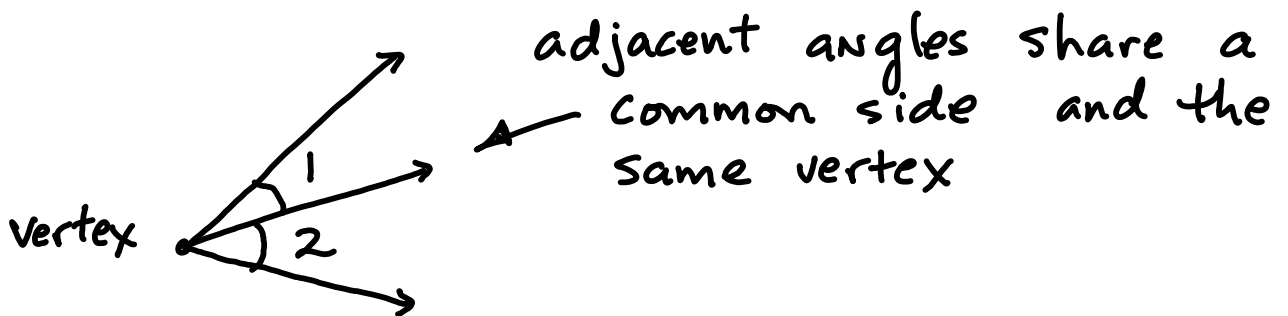 adjacent angles share a
common side and the
same vertex
1
vertex
2